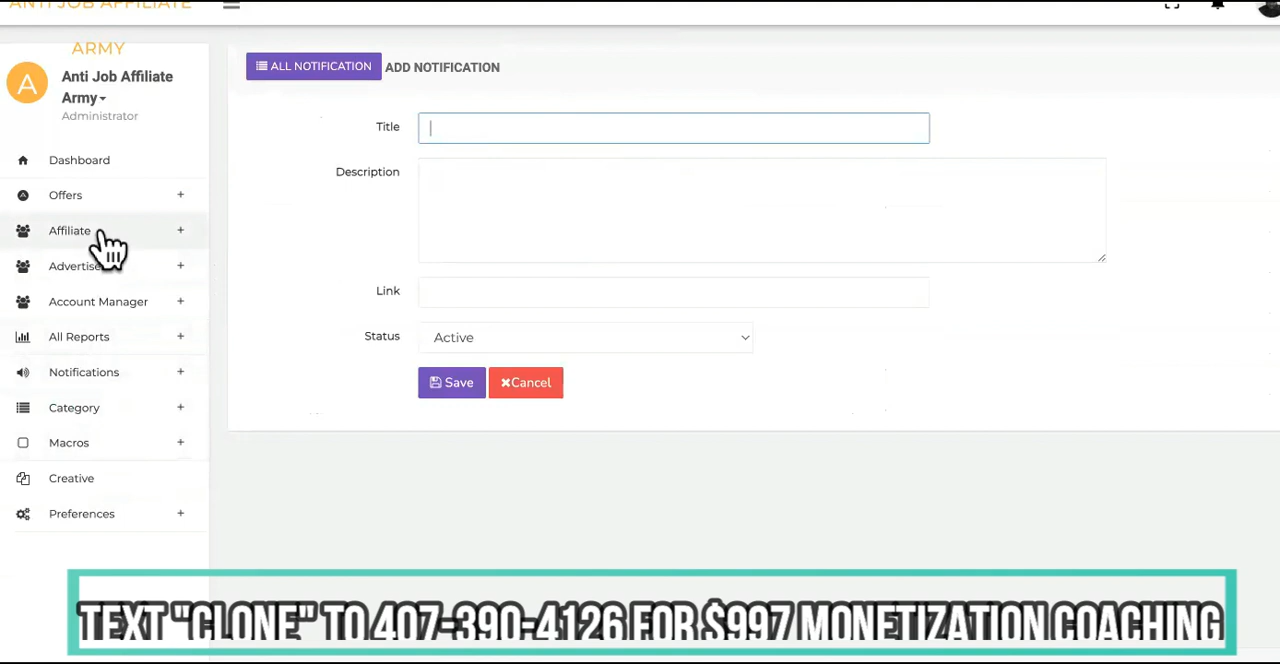 ANTI JOB AFFILIATE
ARMY
A
Anti Job Affiliate
Army
Administrator
Dashboard
Offers +
Affiliate +
Advertise +
Account Manager +
All Reports +
Notifications +
Category +
Macros +
Creative
Preferences +
ALL NOTIFICATION ADD NOTIFICATION
Title
Description
Link
Status Active
Save Cancel
TEXT "CLONE" TO 407-390-4126 FOR $997 MONETIZATION COACHING